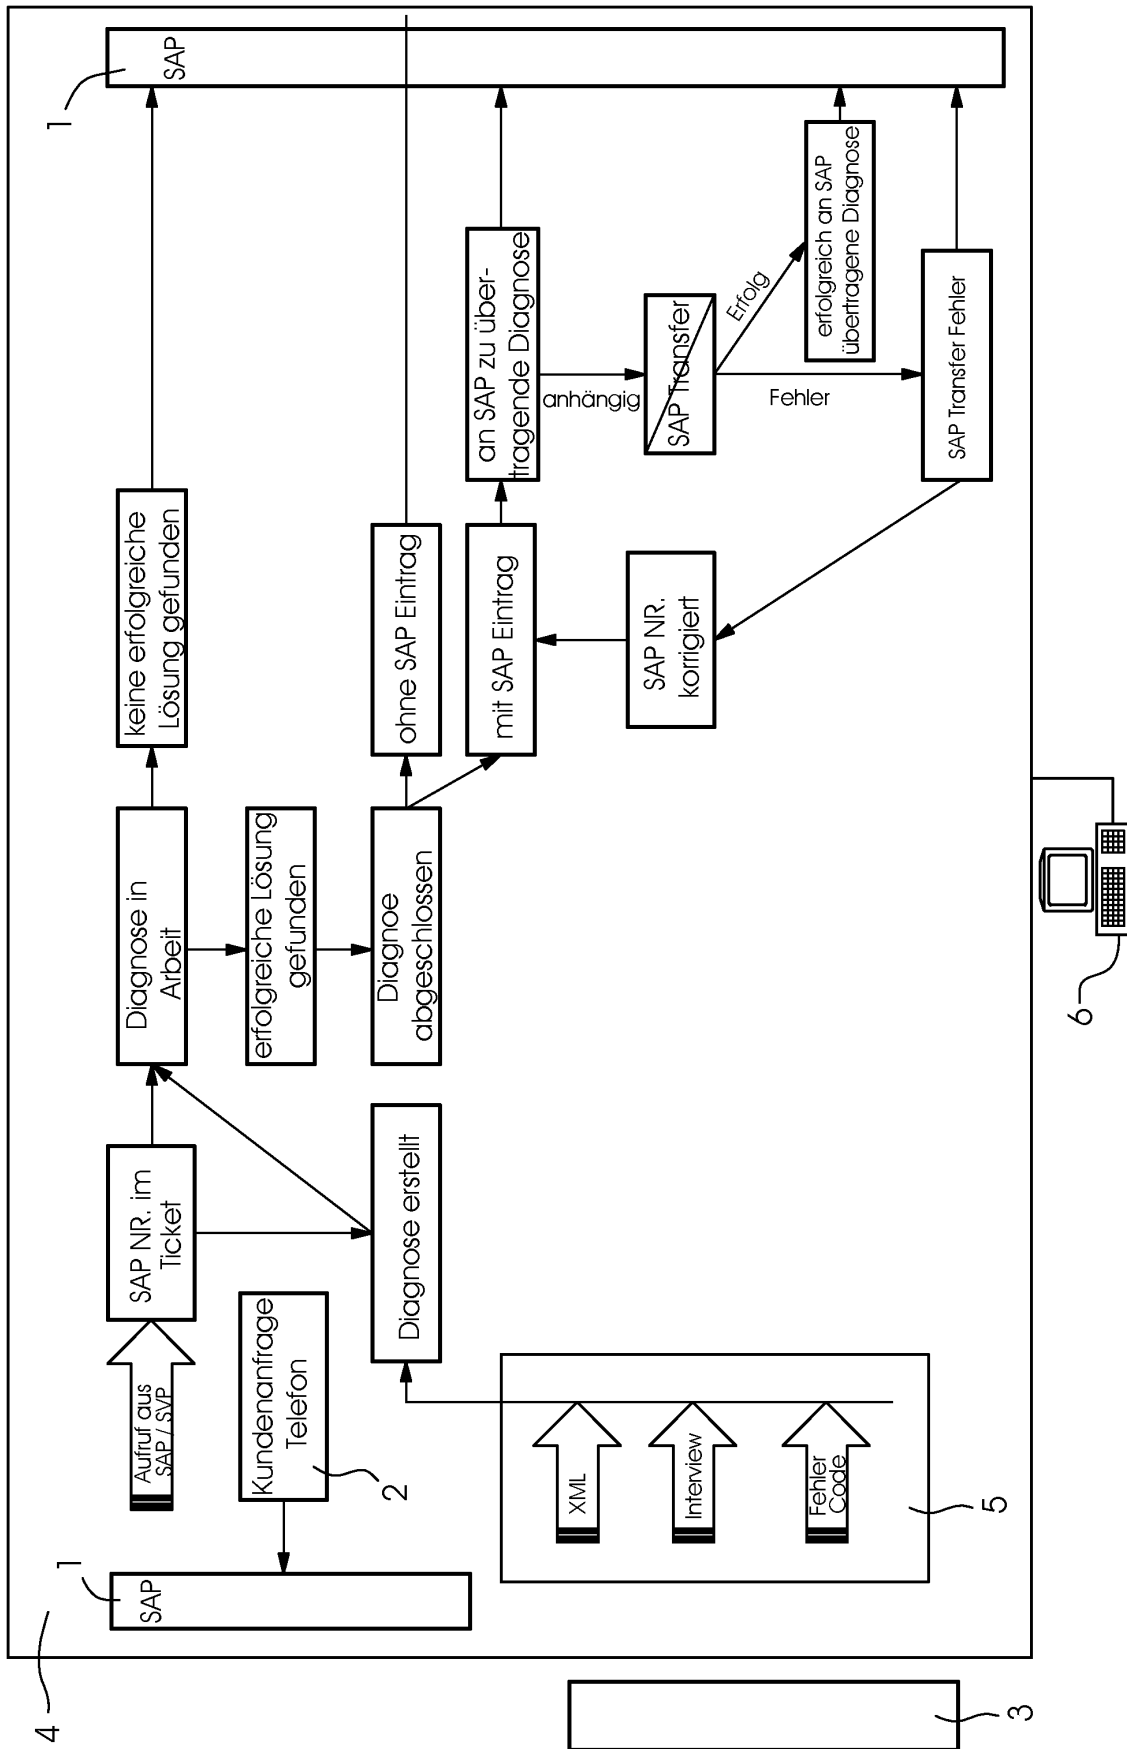 4
1
SAP
Kundenanfrage
Telefon
2
Aufruf aus
SAP / SVP
SAP NR. im
Ticket
Diagnose erstellt
XML
Interview
Fehler
Code
5
3
Diagnose in
Arbeit
erfolgreiche Lösung
gefunden
Diagnoe
abgeschlossen
keine erfolgreiche
Lösung gefunden
ohne SAP Eintrag
mit SAP Eintrag
SAP NR.
korrigiert
an SAP zu über-
tragende Diagnose
anhängig
SAP Transfer
Erfolg
Fehler
erfolgreich an SAP
übertragene Diagnose
SAP Transfer Fehler
1
SAP
6